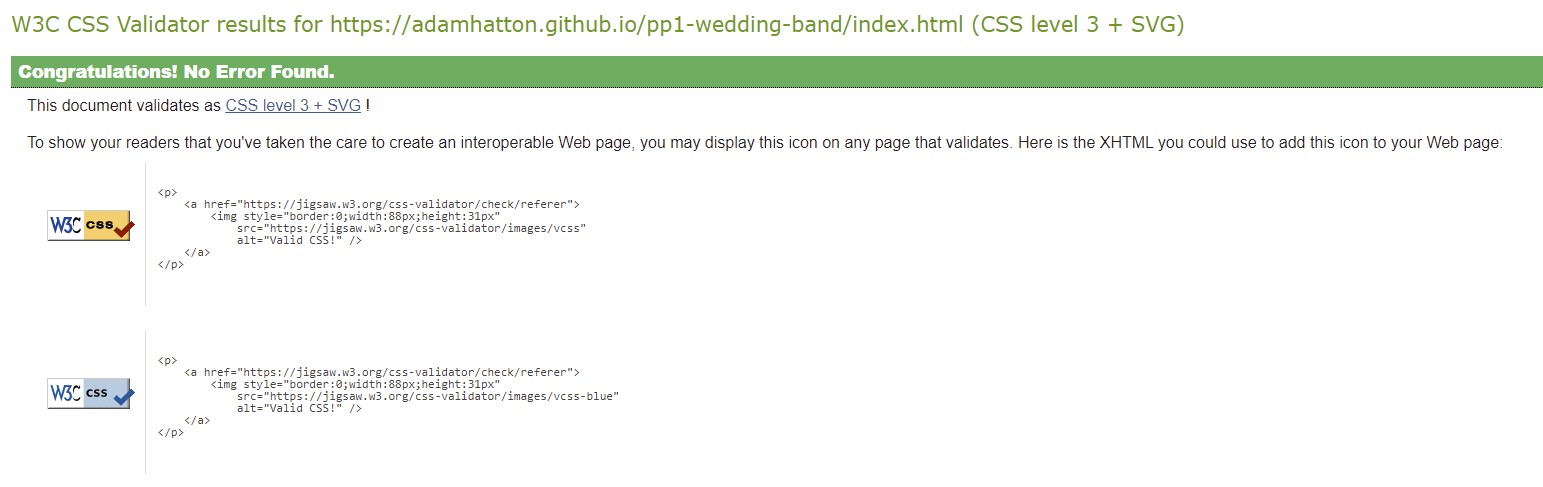 W3C CSS Validator results for https://adamhatton.github.io/pp1-wedding-band/index.html (CSS level 3 + SVG)
Congratulations! No Error Found.
This document validates as CSS level 3 + SVG !
To show your readers that you've taken the care to create an interoperable Web page, you may display this icon on any page that validates. Here is the XHTML you could use to add this icon to your Web page:
W3C css
<p>
<a href="https://jigsaw.w3.org/css-validator/check/referer">
<img style="border:0;width:88px;height:31px"
src="https://jigsaw.w3.org/css-validator/images/vcss"
alt="Valid CSS!" />
</a>
</p>
W3C css
<p>
<a href="https://jigsaw.w3.org/css-validator/check/referer">
<img style="border:0;width:88px;height:31px"
src="https://jigsaw.w3.org/css-validator/images/vcss-blue"
alt="Valid CSS!" />
</a>
</p>